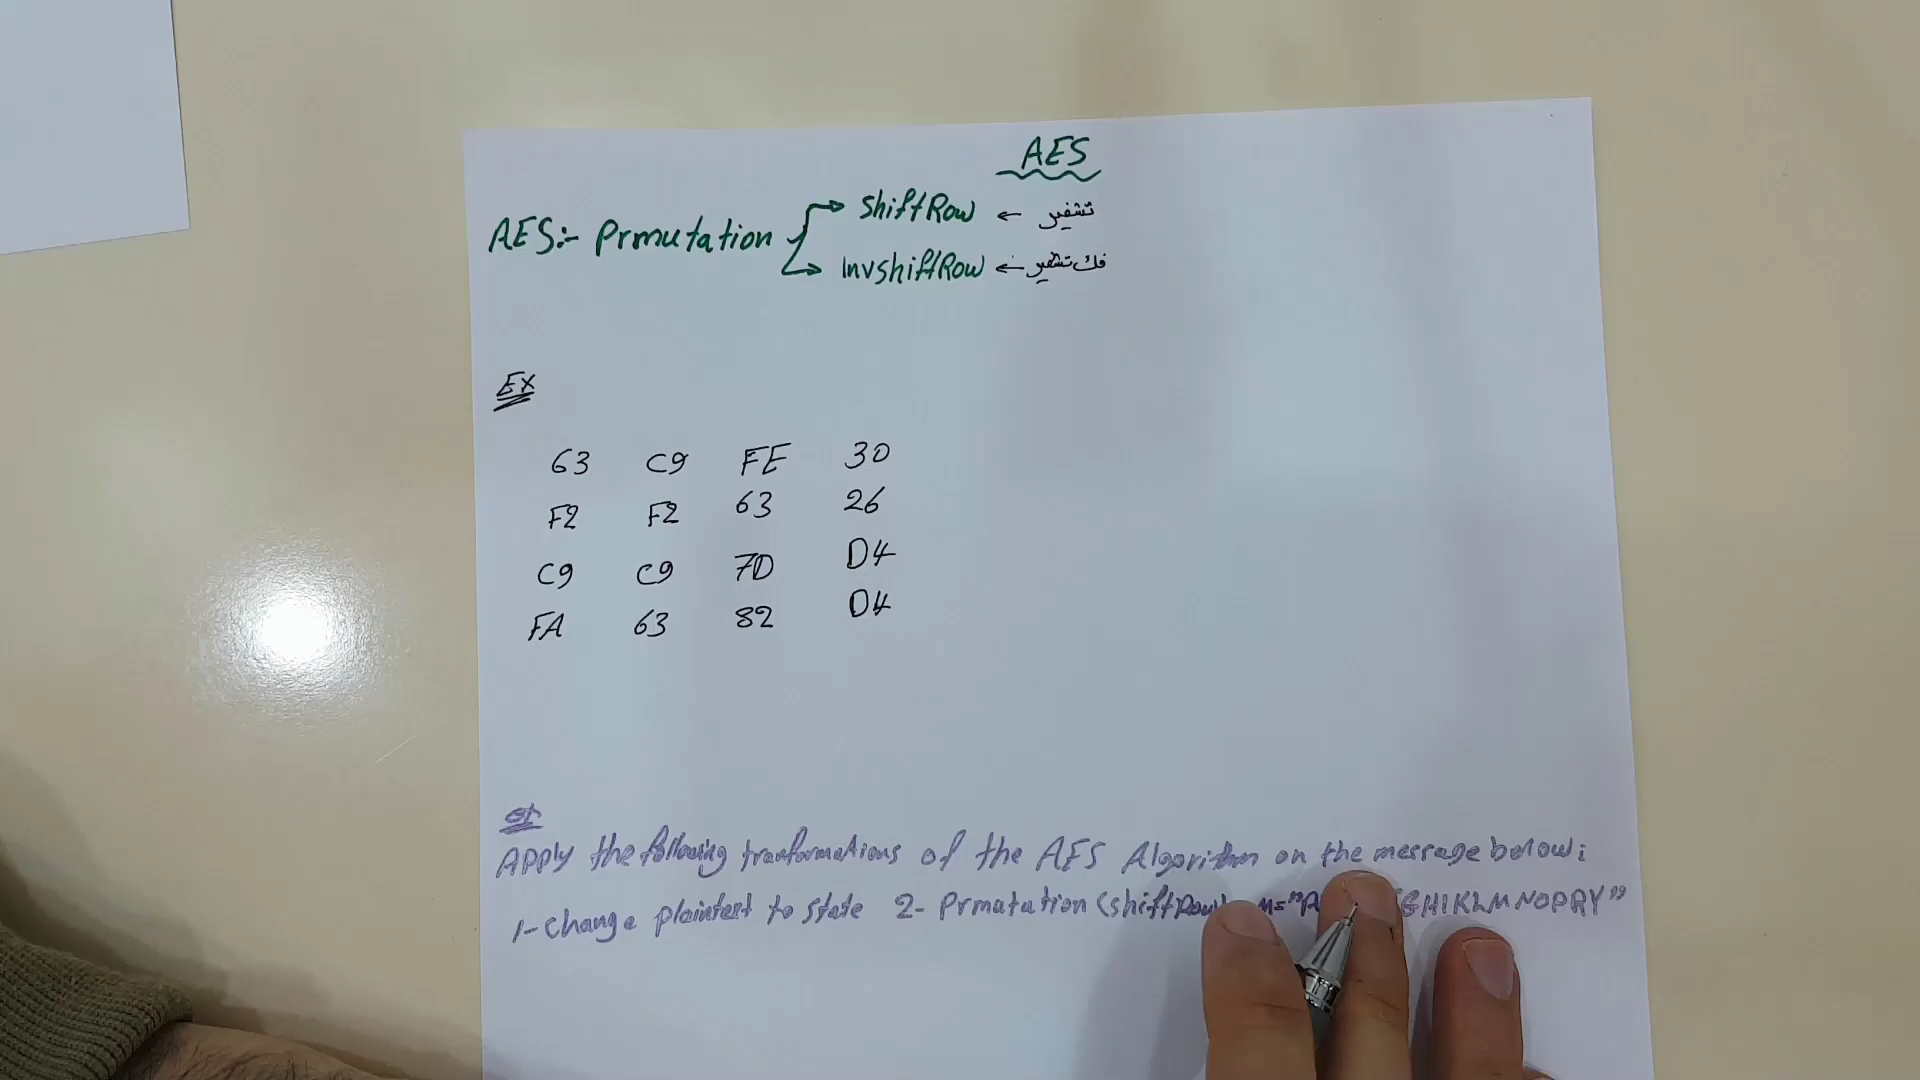 AES
AES:- Prmutation
ShiftRow ← تشفير
InvshiftRow ← فك تشفير
EX
63 C9 FE 30
F2 F2 63 26
C9 C9 7D D4
FA 63 82 D4
APPly the following tranformations of the AES Algorithm on the message below:
1- Change plaintext to state 2- Prmutation (shiftRow) M="A GHIKLMNOPRY"